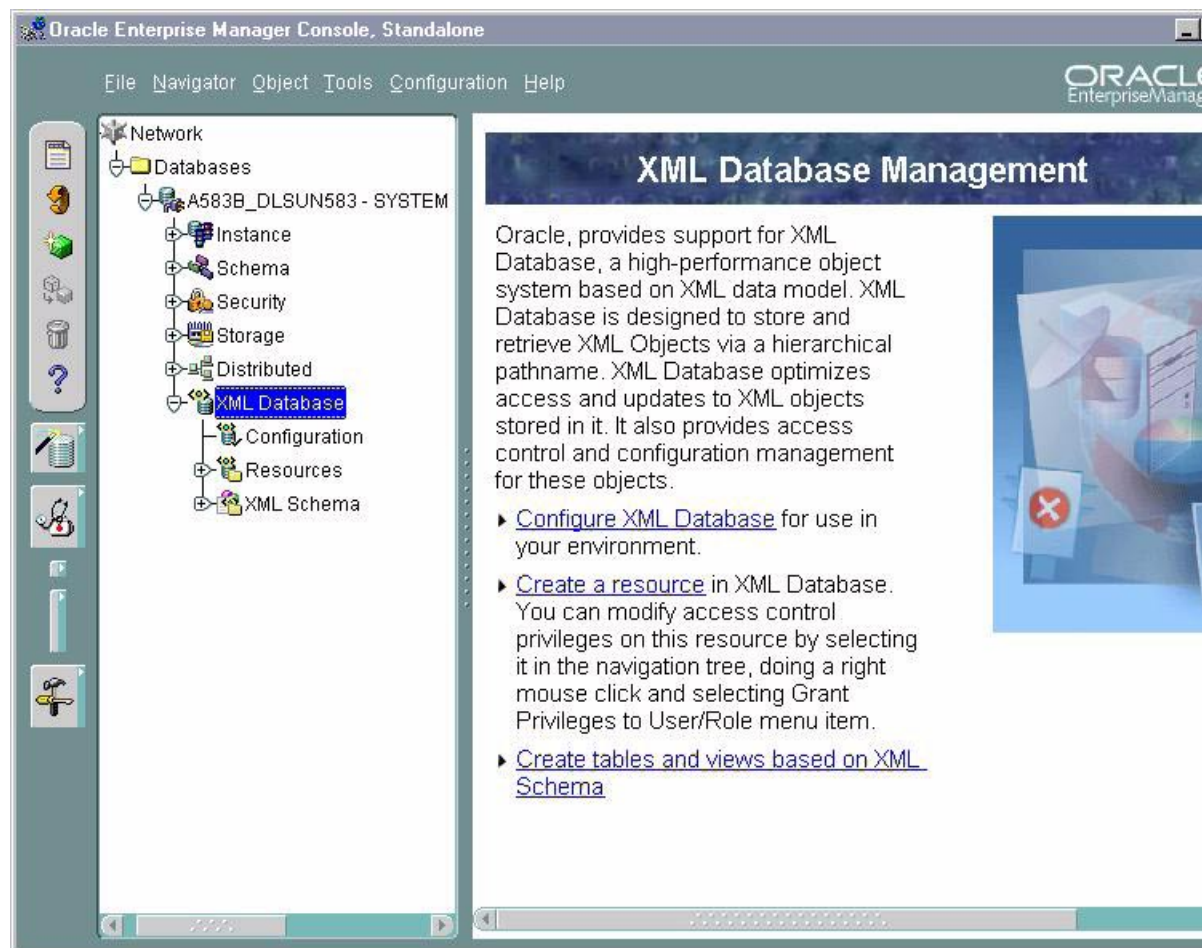 Oracle Enterprise Manager Console, Standalone
File Navigator Object Tools Configuration Help
ORACLE
Network
Databases
A583B_DLSUN583 - SYSTEM
Instance
Schema
Security
Storage
Distributed
XML Database
Configuration
Resources
XML Schema
XML Database Management
Oracle, provides support for XML
Database, a high-performance object
system based on XML data model. XML
Database is designed to store and
retrieve XML Objects via a hierarchical
pathname. XML Database optimizes
access and updates to XML objects
stored in it. It also provides access
control and configuration management
for these objects.
Configure XML Database for use in
your environment.
Create a resource in XML Database.
You can modify access control
privileges on this resource by selecting
it in the navigation tree, doing a right
mouse click and selecting Grant
Privileges to User/Role menu item.
Create tables and views based on XML
Schema